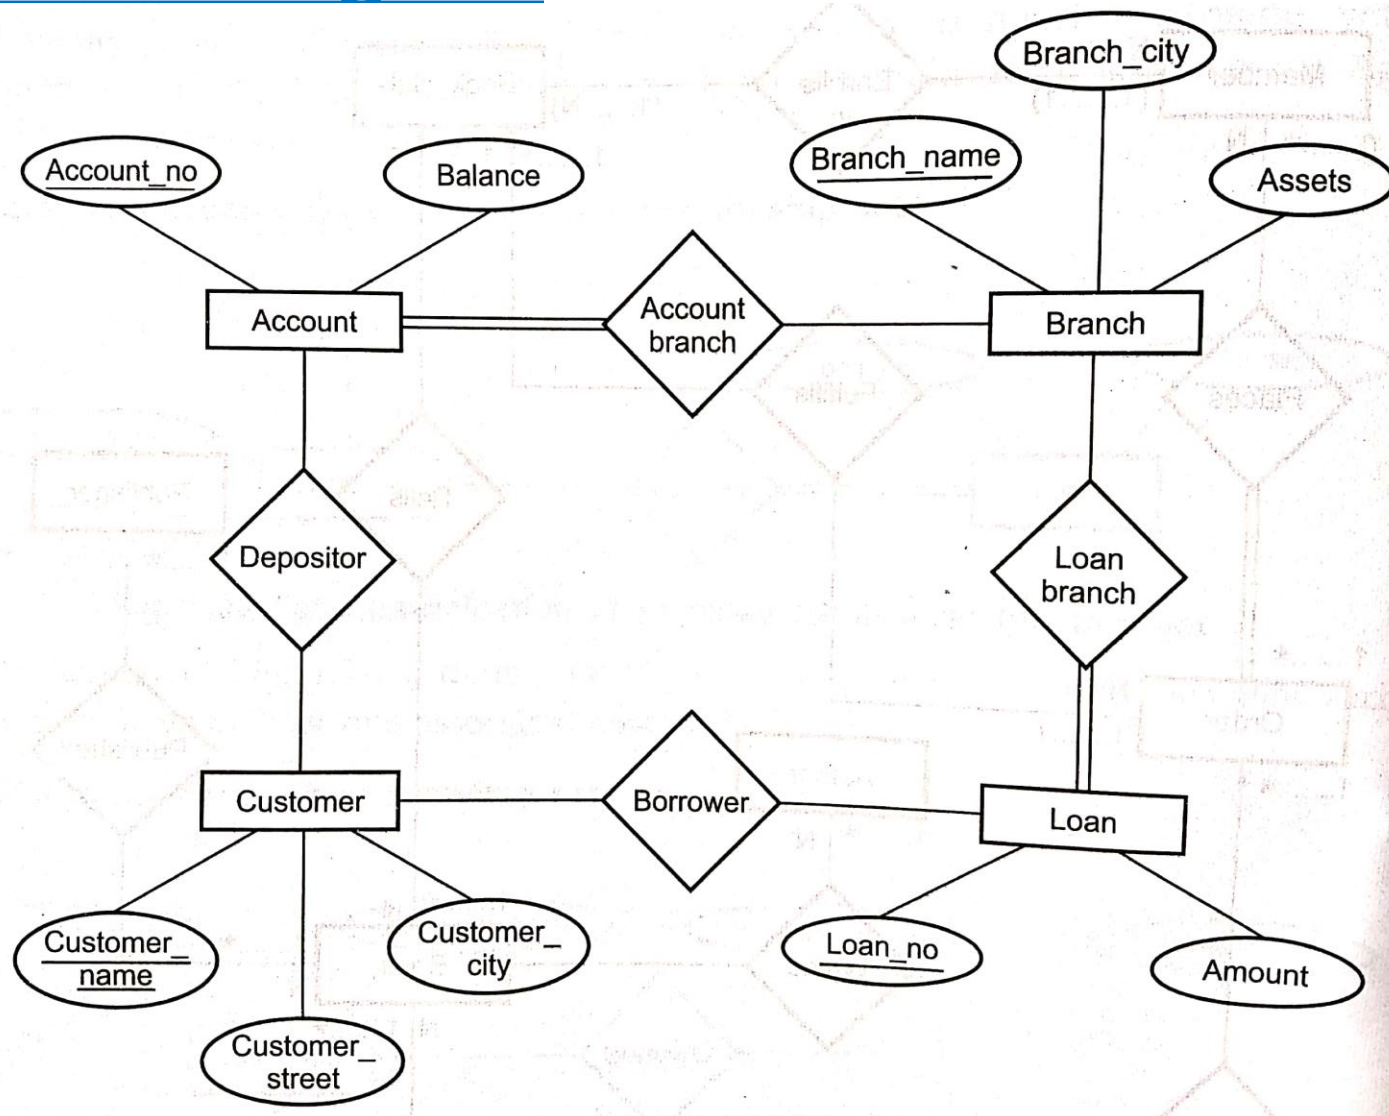 Branch_city
Account_no
Balance
Branch_name
Assets
Account
Account
branch
Branch
Depositor
Loan
branch
Customer
Borrower
Loan
Customer_
name
Customer_
city
Customer_
street
Loan_no
Amount